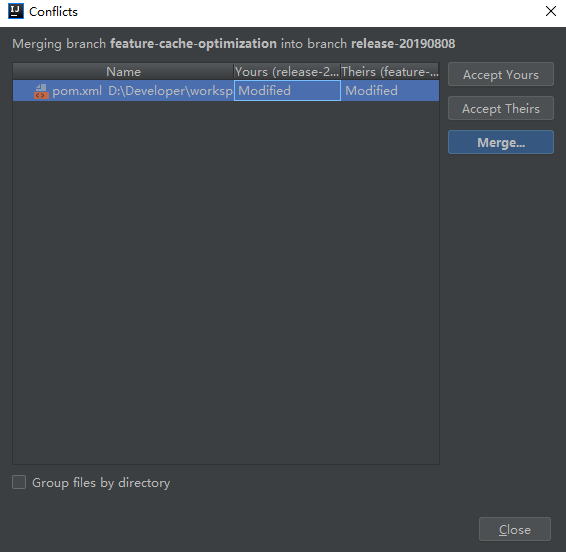 IJ Conflicts
Merging branch feature-cache-optimization into branch release-20190808
Name Yours (release-2... Theirs (feature-...
pom.xml D:\Developer\worksp Modified Modified
Accept Yours
Accept Theirs
Merge...
Group files by directory
Close